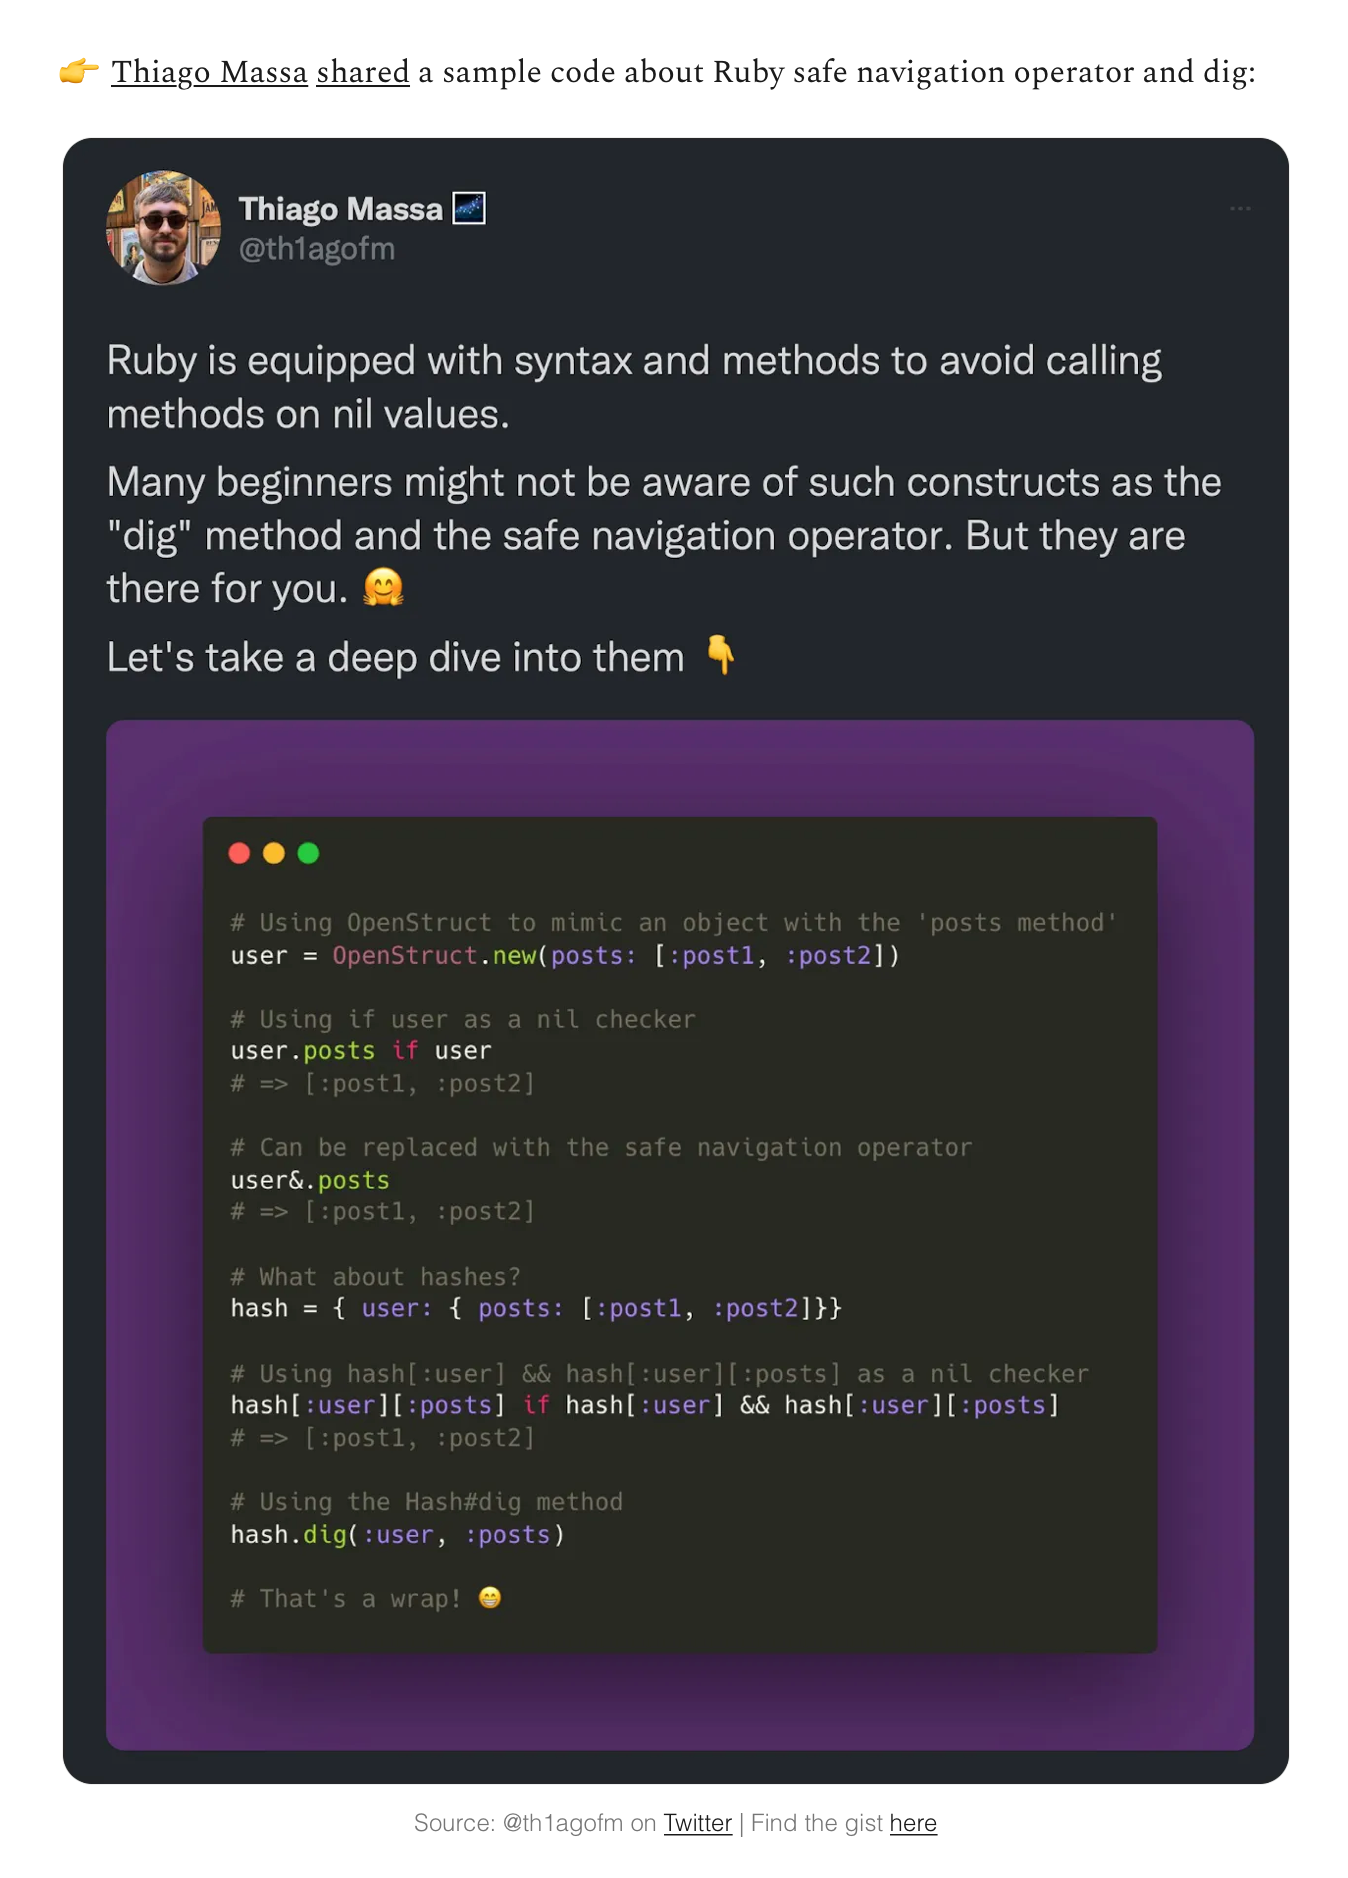 👉 Thiago Massa shared a sample code about Ruby safe navigation operator and dig:
Thiago Massa
@th1agofm
Ruby is equipped with syntax and methods to avoid calling
methods on nil values.
Many beginners might not be aware of such constructs as the
"dig" method and the safe navigation operator. But they are
there for you. 🤗
Let's take a deep dive into them 👇
# Using OpenStruct to mimic an object with the 'posts method'
user = OpenStruct.new(posts: [:post1, :post2])
# Using if user as a nil checker
user.posts if user
# => [:post1, :post2]
# Can be replaced with the safe navigation operator
user&.posts
# => [:post1, :post2]
# What about hashes?
hash = { user: { posts: [:post1, :post2]}}
# Using hash[:user] && hash[:user][:posts] as a nil checker
hash[:user][:posts] if hash[:user] && hash[:user][:posts]
# => [:post1, :post2]
# Using the Hash#dig method
hash.dig(:user, :posts)
# That's a wrap! 😁
Source: @th1agofm on Twitter | Find the gist here